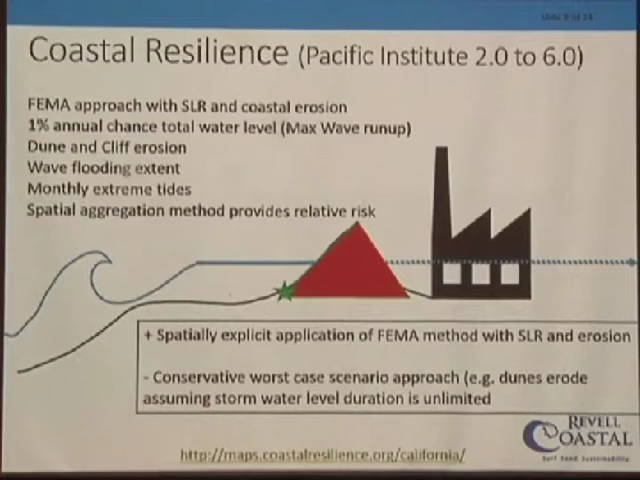 Coastal Resilience (Pacific Institute 2.0 to 6.0)
FEMA approach with SLR and coastal erosion
1% annual chance total water level (Max Wave runup)
Dune and Cliff erosion
Wave flooding extent
Monthly extreme tides
Spatial aggregation method provides relative risk
+ Spatially explicit application of FEMA method with SLR and erosion
- Conservative worst case scenario approach (e.g. dunes erode
assuming storm water level duration is unlimited
REVELL
COASTAL
http://maps.coastalresilience.org/california/